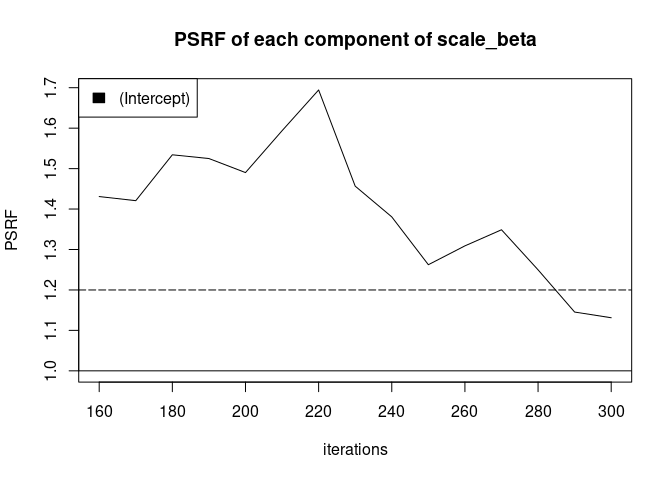 PSRF of each component of scale_beta
(Intercept)
PSRF
1.7
1.6
1.5
1.4
1.3
1.2
1.1
1.0
160 180 200 220 240 260 280 300
iterations